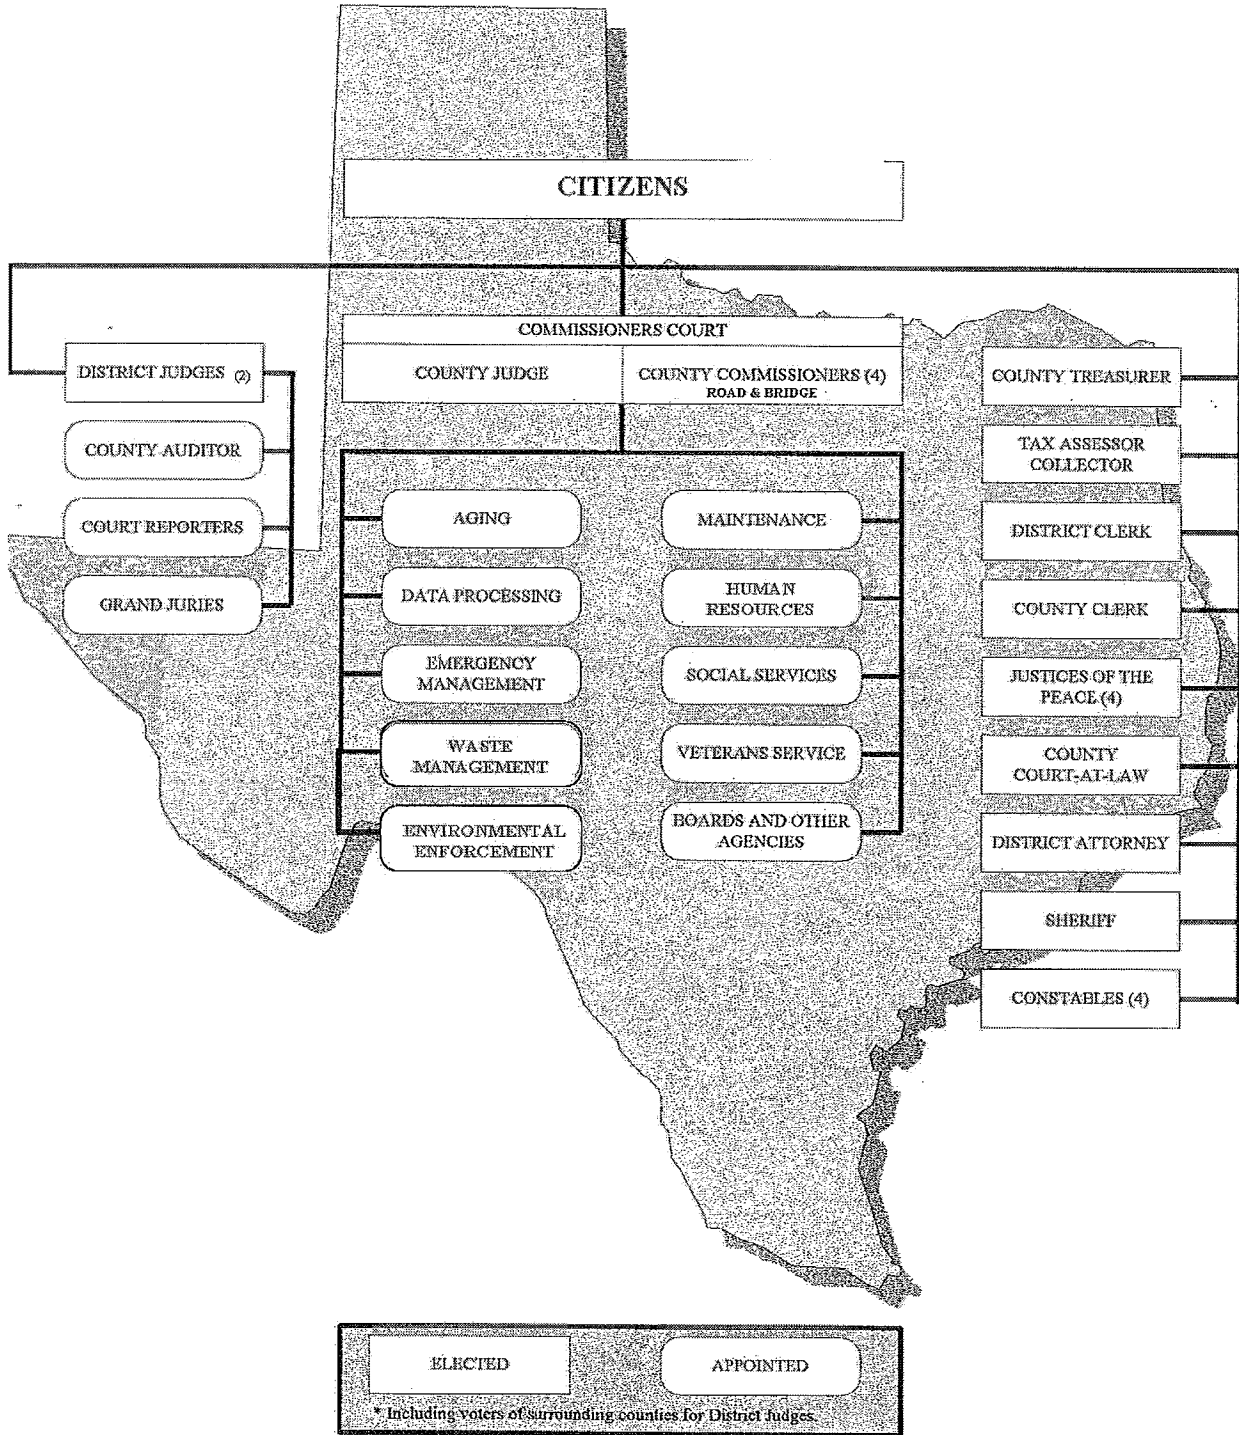 CITIZENS
COMMISSIONERS COURT
COUNTY JUDGE
COUNTY COMMISSIONERS (4)
ROAD & BRIDGE
DISTRICT JUDGES (2)
COUNTY AUDITOR
COURT REPORTERS
GRAND JURIES
AGING
DATA PROCESSING
EMERGENCY
MANAGEMENT
WASTE
MANAGEMENT
ENVIRONMENTAL
ENFORCEMENT
MAINTENANCE
HUMAN
RESOURCES
SOCIAL SERVICES
VETERANS SERVICE
BOARDS AND OTHER
AGENCIES
COUNTY TREASURER
TAX ASSESSOR
COLLECTOR
DISTRICT CLERK
COUNTY CLERK
JUSTICES OF THE
PEACE (4)
COUNTY
COURT-AT-LAW
DISTRICT ATTORNEY
SHERIFF
CONSTABLES (4)
ELECTED
APPOINTED
* Including voters of surrounding counties for District Judges.